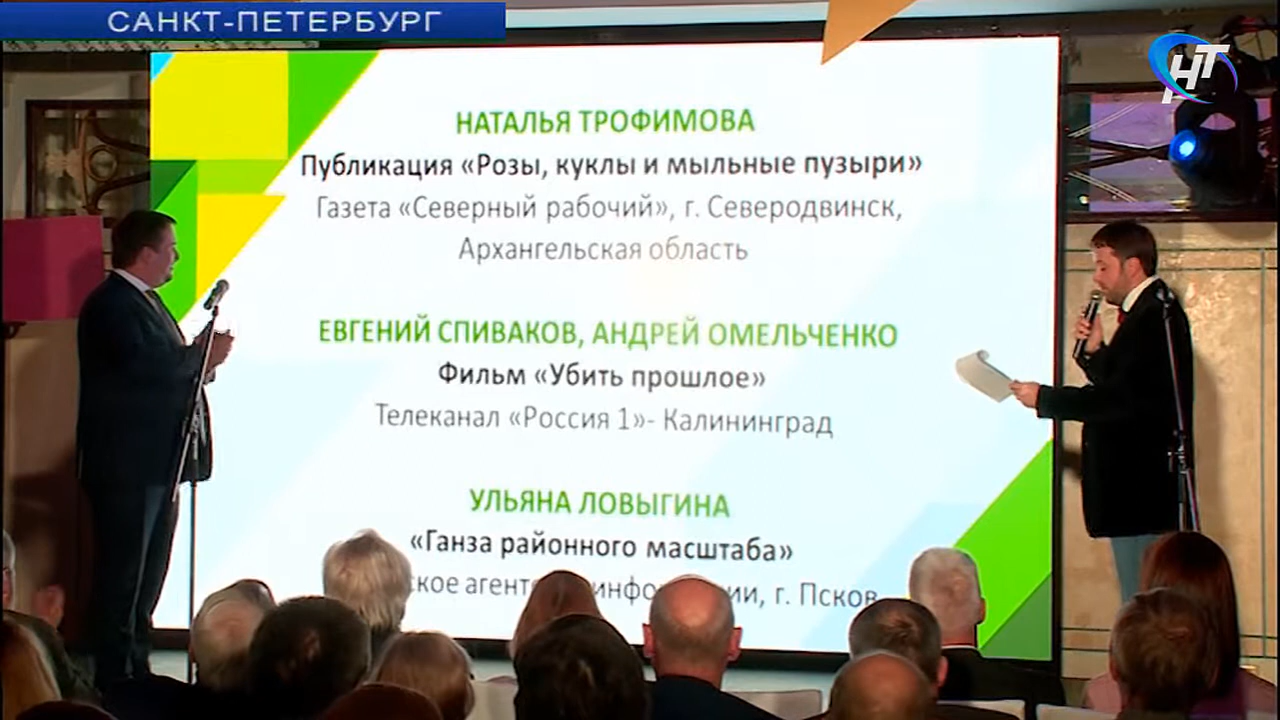 САНКТ-ПЕТЕРБУРГ
НТ
НАТАЛЬЯ ТРОФИМОВА
Публикация «Розы, куклы и мыльные пузыри»
Газета «Северный рабочий», г. Северодвинск,
Архангельская область
ЕВГЕНИЙ СПИВАКОВ, АНДРЕЙ ОМЕЛЬЧЕНКО
Фильм «Убить прошлое»
Телеканал «Россия 1»- Калининград
УЛЬЯНА ЛОВЫГИНА
«Ганза районного масштаба»
г. Псков